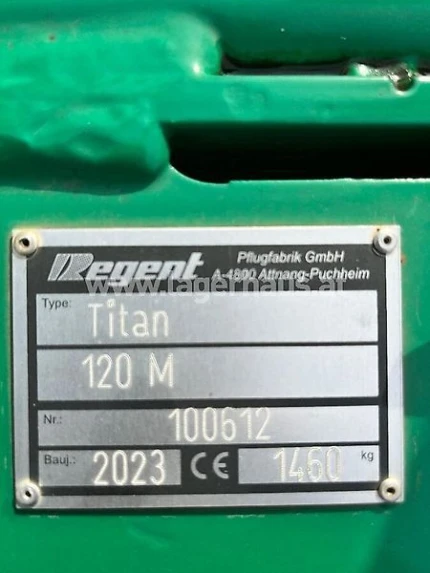 Regent Pflugfabrik GmbH
A-4800 Attnang-Puchheim
www.lagerhaus.at
Type: Titan
120 M
Nr.: 100612
Bauj.: 2023 CE 1460 kg